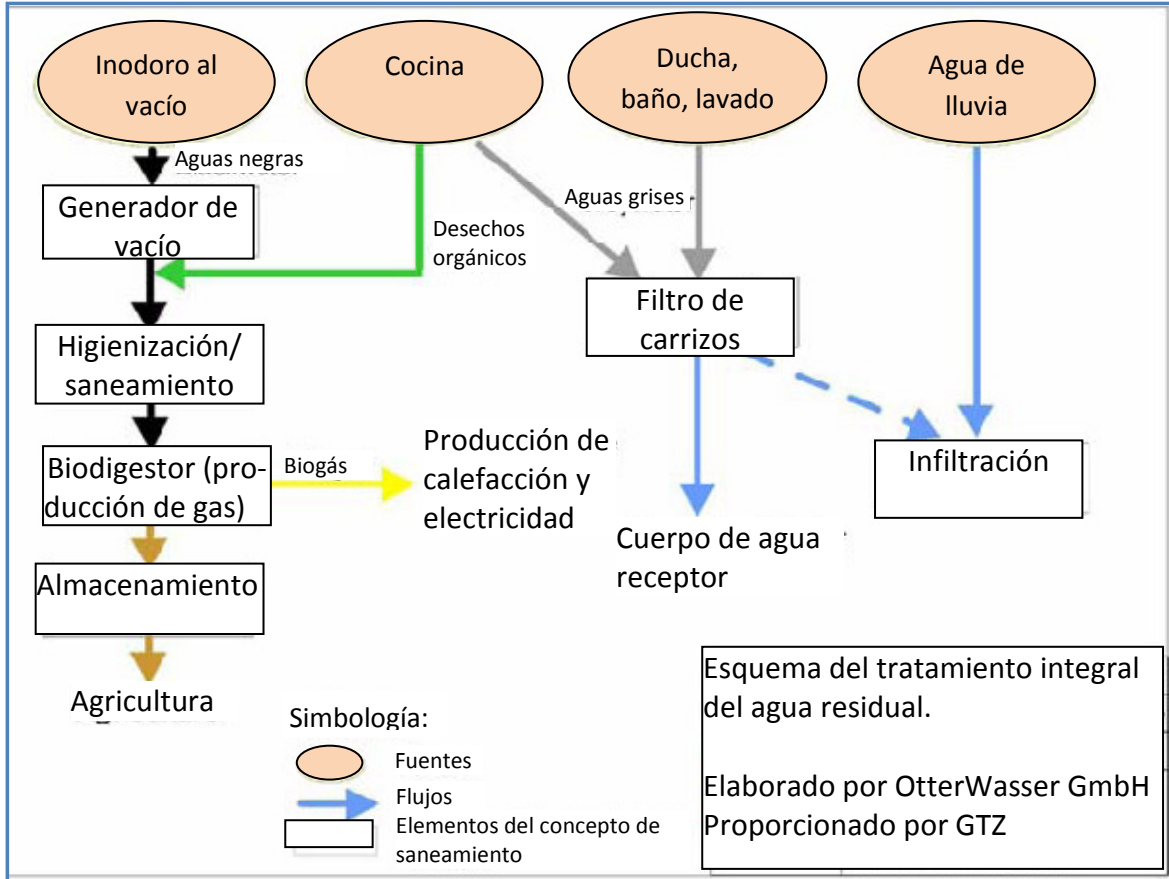 Inodoro al
vacío
Cocina
Ducha,
baño, lavado
Agua de
lluvia
Aguas negras
Generador de
vacío
Desechos
orgánicos
Aguas grises
Filtro de
carrizos
Higienización/
saneamiento
Biodigestor (pro-
ducción de gas)
Biogás
Producción de
calefacción y
electricidad
Infiltración
Cuerpo de agua
receptor
Almacenamiento
Agricultura
Simbología:
Fuentes
Flujos
Elementos del concepto de
saneamiento
Esquema del tratamiento integral
del agua residual.
Elaborado por OtterWasser GmbH
Proporcionado por GTZ